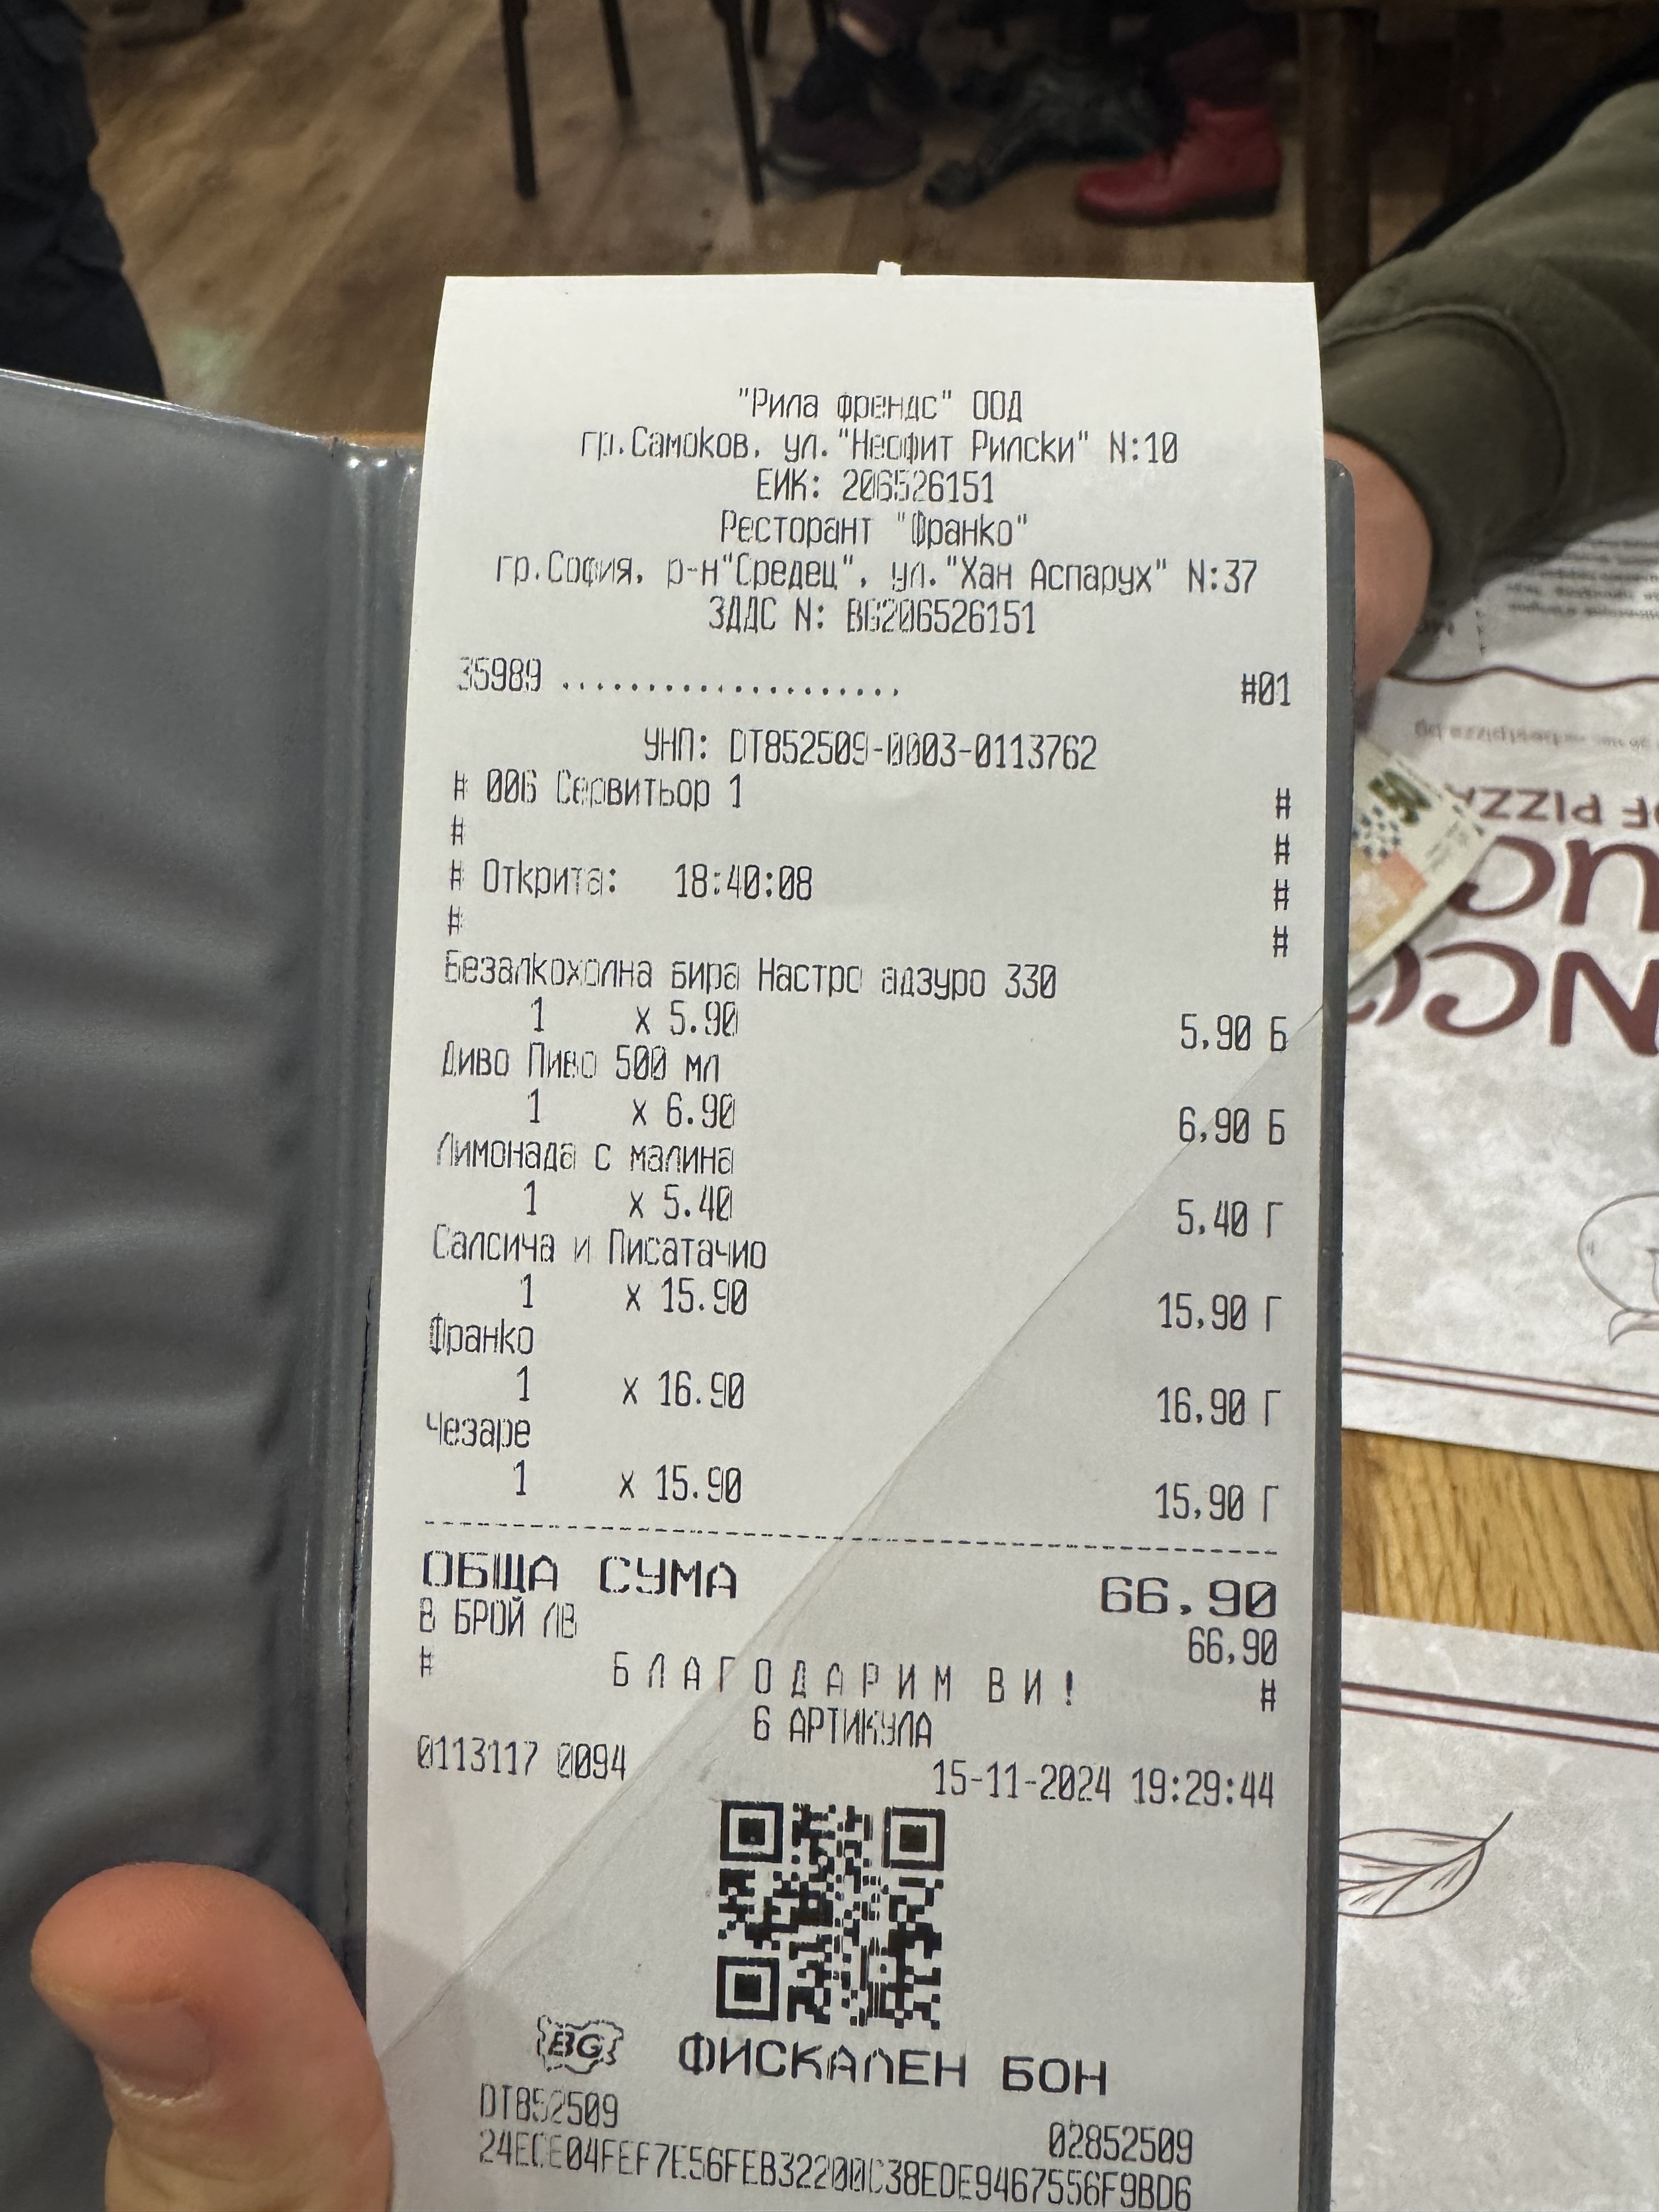 "Рила френдс" ООД
гр.Самоков, ул."Неофит Рилски" N:10
ЕИК: 206526151
Ресторант "Франко"
гр.София, р-н"Средец", ул."Хан Аспарух" N:37
ЗДДС N: BG206526151
35989 .................... #01
УНП: DT852509-0003-0113762
# 006 Сервитьор 1 #
# #
# Открита: 18:40:08 #
# #
Безалкохолна бира Настро адзуро 330
1 x 5.90 5,90 Б
Диво Пиво 500 мл
1 x 6.90 6,90 Б
Лимонада с малина
1 x 5.40 5,40 Г
Салсича и Писатачио
1 x 15.90 15,90 Г
Франко
1 x 16.90 16,90 Г
Чезаре
1 x 15.90 15,90 Г
ОБЩА СУМА 66,90
В БРОЙ ЛВ 66,90
# БЛАГОДАРИМ ВИ! #
6 АРТИКУЛА
0113117 0094 15-11-2024 19:29:44
BG ФИСКАЛЕН БОН
DT852509 02852509
24ECE04FEF7E56FEB32200C38EDE9467556F9BD6
50
OF PIZZA